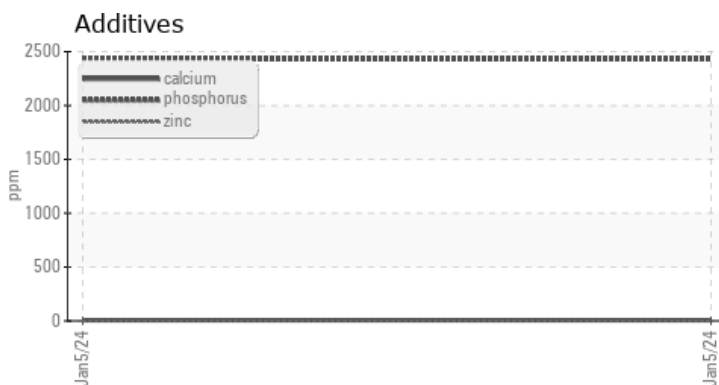 Additives
2500
calcium
phosphorus
2000
zinc
1500
ppm
1000
500
0
Jan5/24
Jan5/24